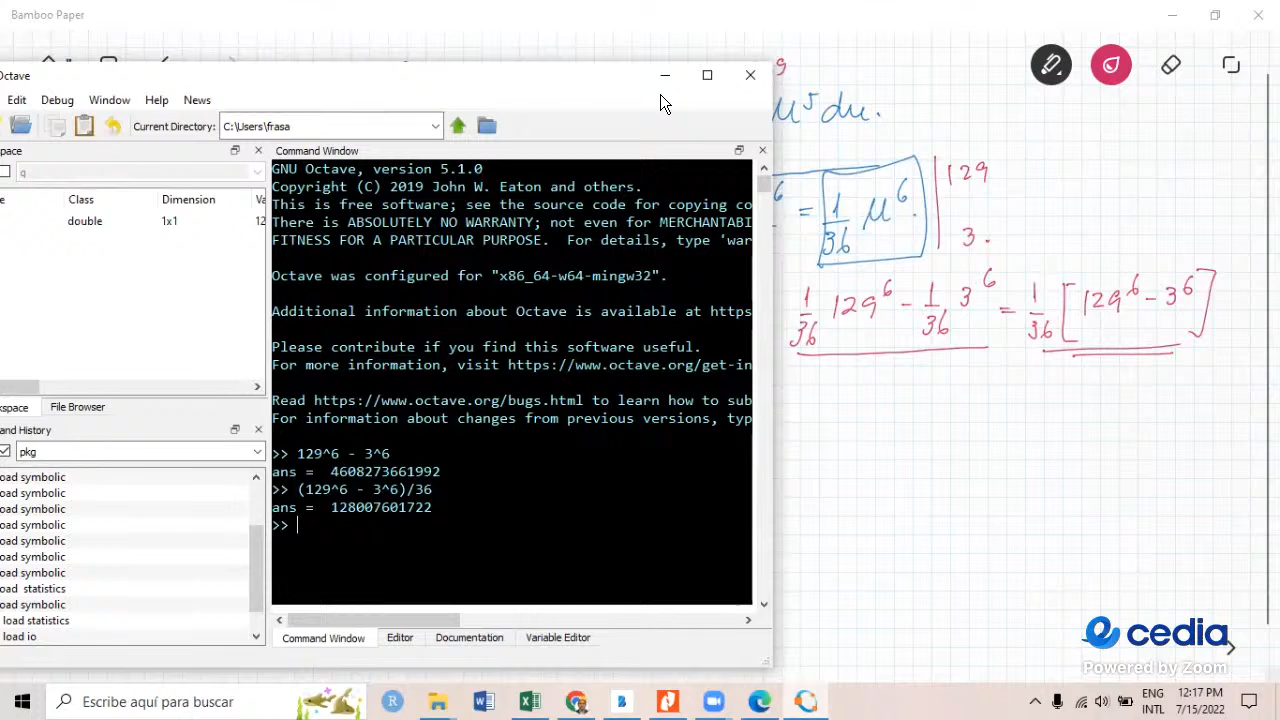 Bamboo Paper
Octave
Edit Debug Window Help News
Current Directory: C:\Users\frasa
space
q
Class Dimension Va
double 1x1 12
kspace File Browser
and History
pkg
oad symbolic
oad symbolic
oad symbolic
oad symbolic
oad symbolic
oad symbolic
oad symbolic
oad statistics
oad symbolic
load statistics
load io
Command Window
GNU Octave, version 5.1.0
Copyright (C) 2019 John W. Eaton and others.
This is free software; see the source code for copying co
There is ABSOLUTELY NO WARRANTY; not even for MERCHANTABI
FITNESS FOR A PARTICULAR PURPOSE.  For details, type 'war
Octave was configured for "x86_64-w64-mingw32".
Additional information about Octave is available at https
Please contribute if you find this software useful.
For more information, visit https://www.octave.org/get-in
Read https://www.octave.org/bugs.html to learn how to sub
For information about changes from previous versions, typ
>> 129^6 - 3^6
ans =  4608273661992
>> (129^6 - 3^6)/36
ans =  128007601722
>>
Command Window Editor Documentation Variable Editor
9
μ⁵ du.
6 = 1/36 μ⁶. | 129
3.
1/36 129⁶ - 1/36 3⁶ = 1/36 [129⁶ - 3⁶]
cedia
Powered by Zoom
Escribe aquí para buscar
ENG 12:17 PM
INTL 7/15/2022